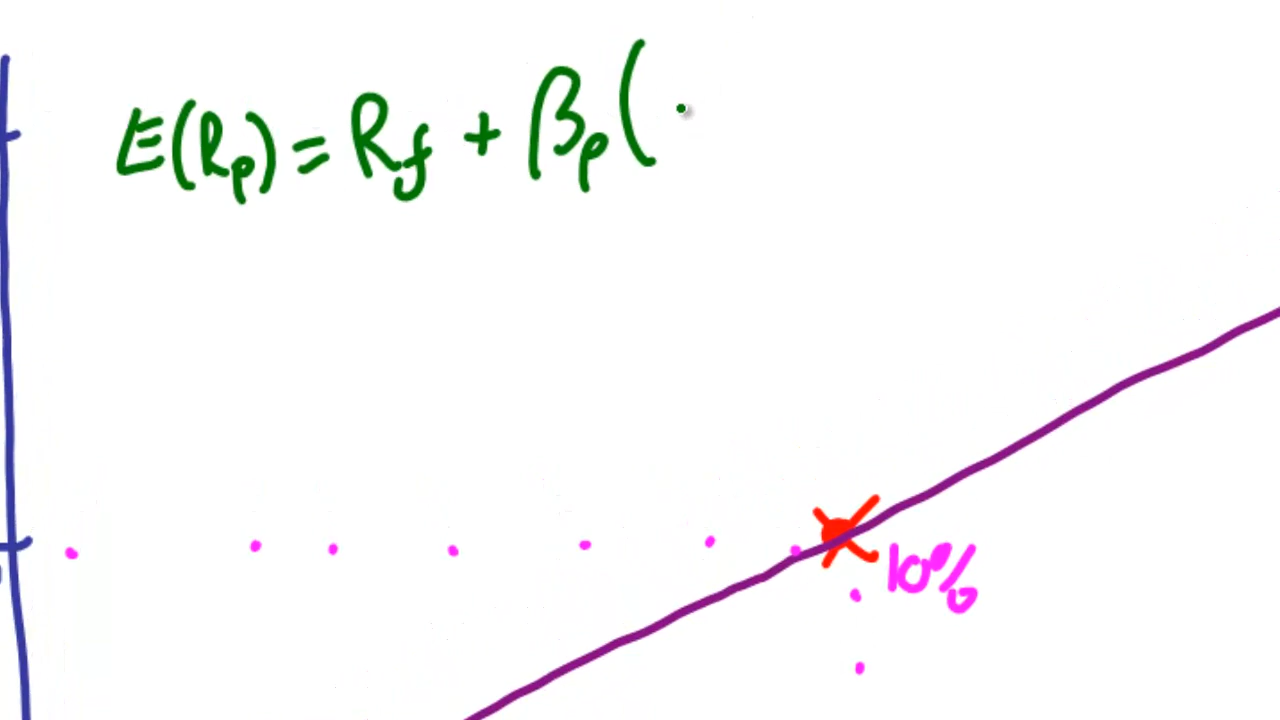 E(Rp) = Rf + βp(
10%